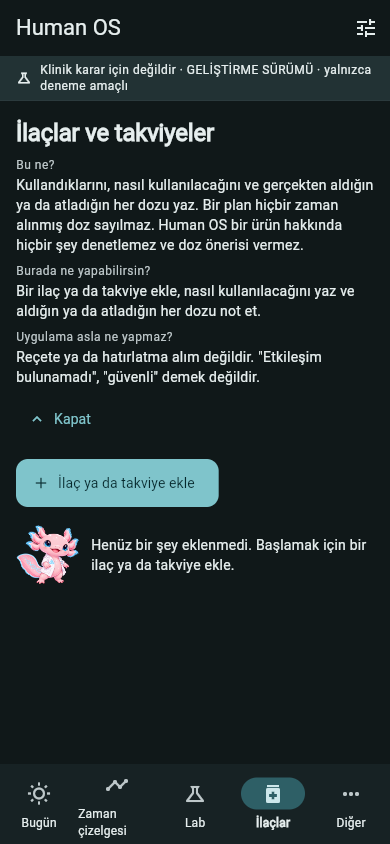 Human OS
Klinik karar için değildir · GELİŞTİRME SÜRÜMÜ · yalnızca
deneme amaçlı
İlaçlar ve takviyeler
Bu ne?
Kullandıklarını, nasıl kullanılacağını ve gerçekten aldığın
ya da atladığın her dozu yaz. Bir plan hiçbir zaman
alınmış doz sayılmaz. Human OS bir ürün hakkında
hiçbir şey denetlemez ve doz önerisi vermez.
Burada ne yapabilirsin?
Bir ilaç ya da takviye ekle, nasıl kullanılacağını yaz ve
aldığın ya da atladığın her dozu not et.
Uygulama asla ne yapmaz?
Reçete ya da hatırlatma alım değildir. "Etkileşim
bulunamadı", "güvenli" demek değildir.
Kapat
İlaç ya da takviye ekle
Henüz bir şey eklenmedi. Başlamak için bir
ilaç ya da takviye ekle.
Bugün
Zaman
çizelgesi
Lab
İlaçlar
Diğer